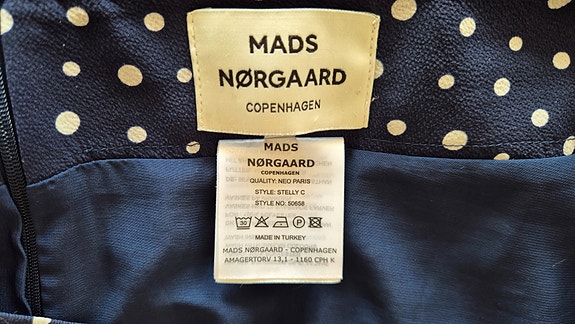 MADS
NØRGAARD
COPENHAGEN
MADS
NØRGAARD
COPENHAGEN
QUALITY: NEO PARIS
STYLE: STELLY C
STYLE NO: 50658
30 P
MADE IN TURKEY
MADS NØRGAARD - COPENHAGEN
AMAGERTORV 13,1 - 1160 CPH K